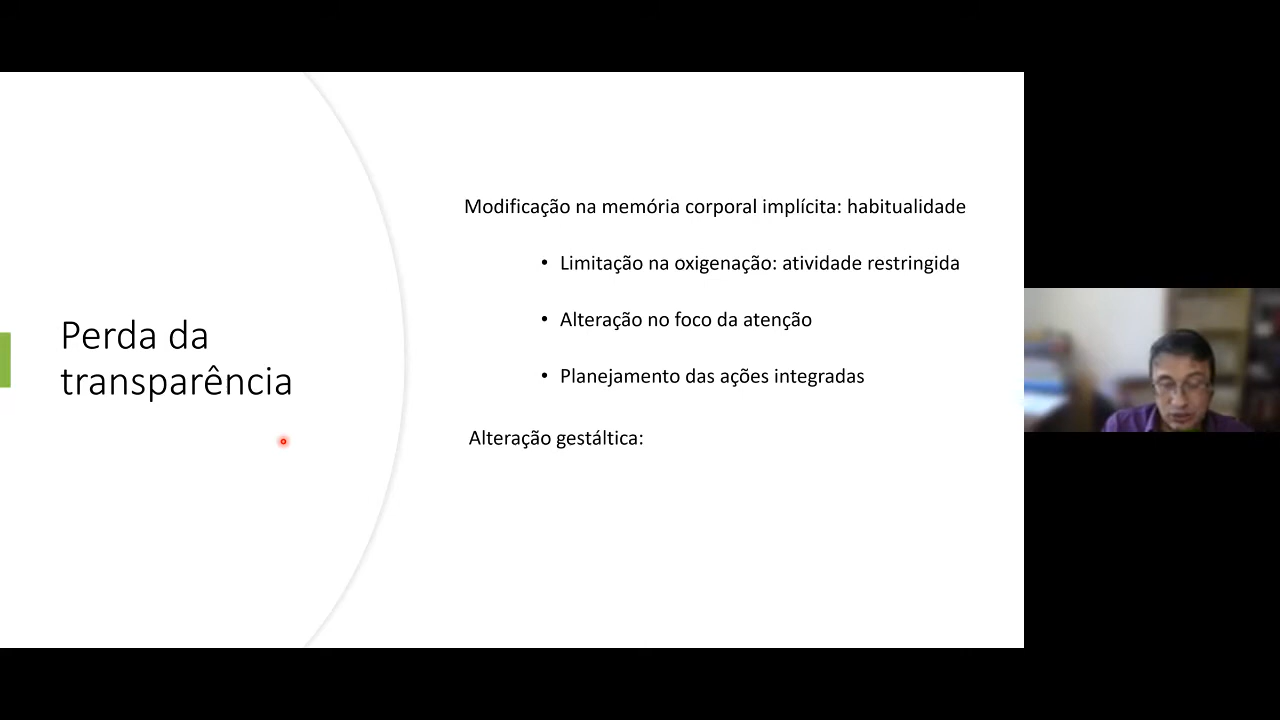 Perda da
transparência
Modificação na memória corporal implícita: habitualidade
• Limitação na oxigenação: atividade restringida
• Alteração no foco da atenção
• Planejamento das ações integradas
Alteração gestáltica: